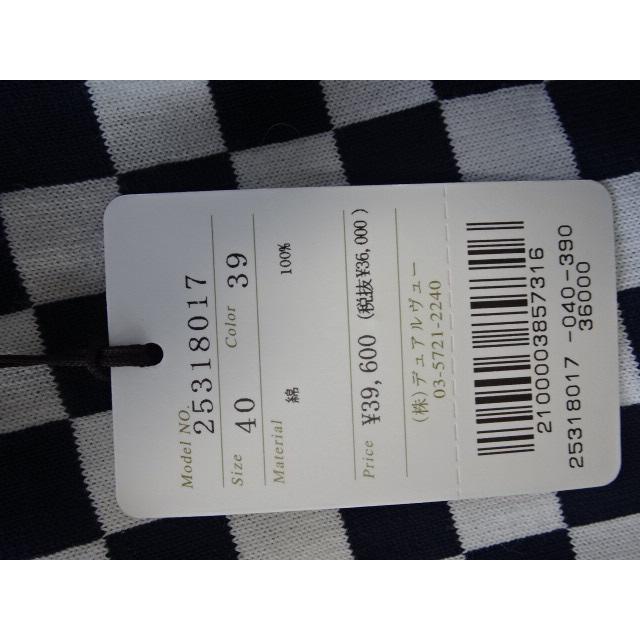 Model NO.
25318017
Size Color
40 39
Material
綿 100%
Price
¥39,600 (税抜¥36,000)
(株)デュアルヴュー
03-5721-2240
2100003857316
25318017 -040-390
36000